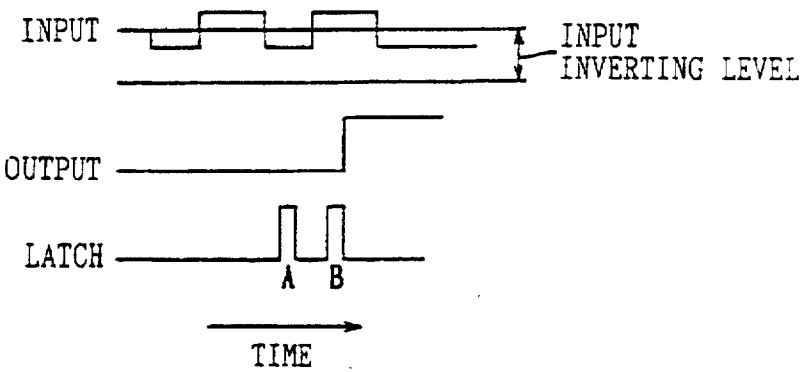 INPUT
INPUT
INVERTING LEVEL
OUTPUT
LATCH
A B
TIME